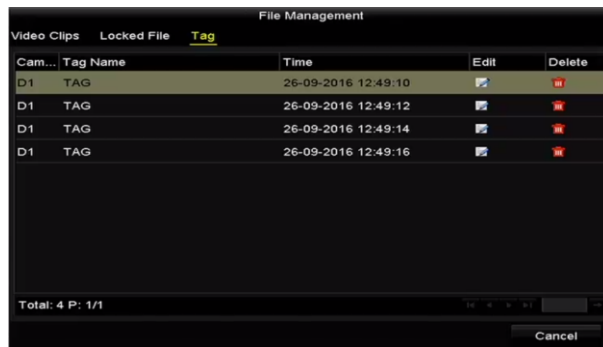 File Management
Video Clips Locked File Tag
Cam... Tag Name Time Edit Delete
D1 TAG 26-09-2016 12:49:10
D1 TAG 26-09-2016 12:49:12
D1 TAG 26-09-2016 12:49:14
D1 TAG 26-09-2016 12:49:16
Total: 4 P: 1/1
Cancel